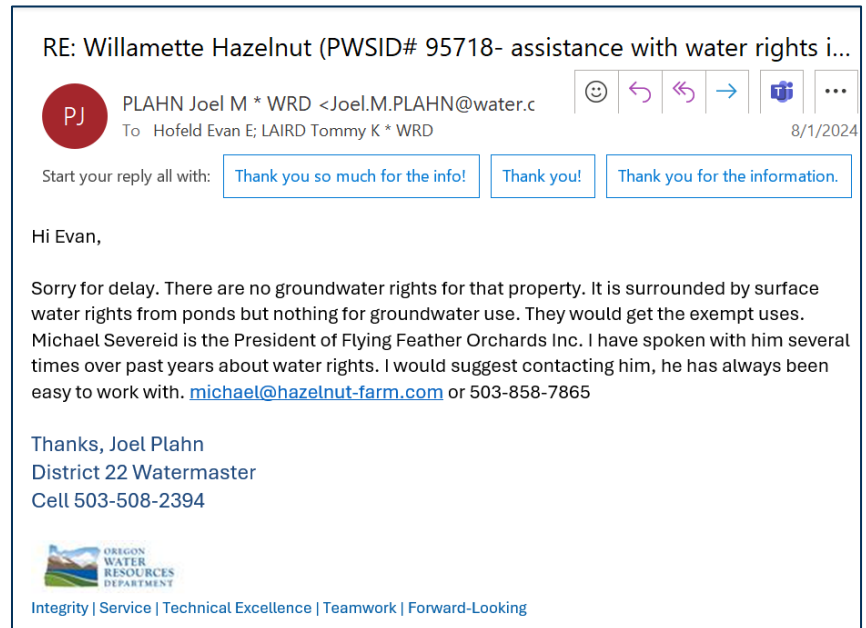 RE: Willamette Hazelnut (PWSID# 95718- assistance with water rights i...
PJ
PLAHN Joel M * WRD <Joel.M.PLAHN@water.c
To Hofeld Evan E; LAIRD Tommy K * WRD
8/1/2024
Start your reply all with: Thank you so much for the info! Thank you! Thank you for the information.
Hi Evan,
Sorry for delay. There are no groundwater rights for that property. It is surrounded by surface
water rights from ponds but nothing for groundwater use. They would get the exempt uses.
Michael Severeid is the President of Flying Feather Orchards Inc. I have spoken with him several
times over past years about water rights. I would suggest contacting him, he has always been
easy to work with. michael@hazelnut-farm.com or 503-858-7865
Thanks, Joel Plahn
District 22 Watermaster
Cell 503-508-2394
OREGON
WATER
RESOURCES
DEPARTMENT
Integrity | Service | Technical Excellence | Teamwork | Forward-Looking